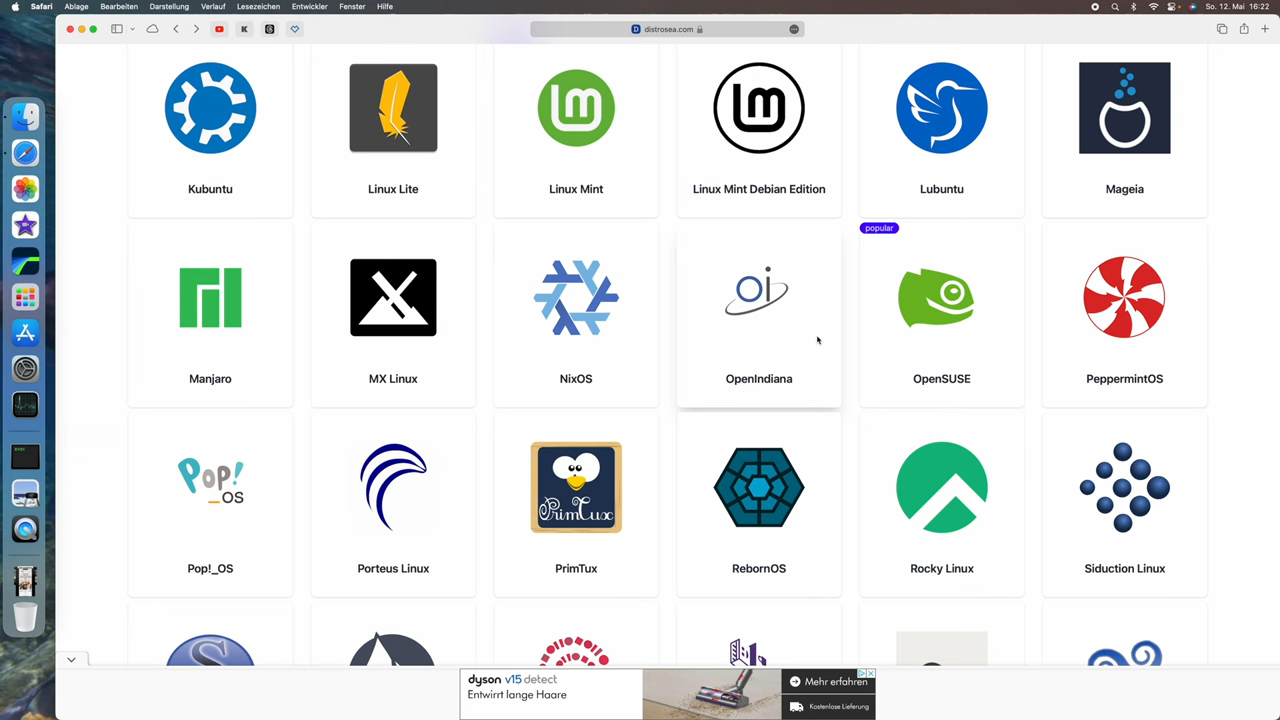 Safari Ablage Bearbeiten Darstellung Verlauf Lesezeichen Entwickler Fenster Hilfe So. 12. Mai 16:22
K distrosea.com
Kubuntu Linux Lite Linux Mint Linux Mint Debian Edition Lubuntu Mageia
popular
oi
Manjaro MX Linux NixOS OpenIndiana OpenSUSE PeppermintOS
Pop!_OS
PrimTux
Pop!_OS Porteus Linux PrimTux RebornOS Rocky Linux Siduction Linux
S
dyson v15 detect
Entwirrt lange Haare
Mehr erfahren
Kostenlose Lieferung